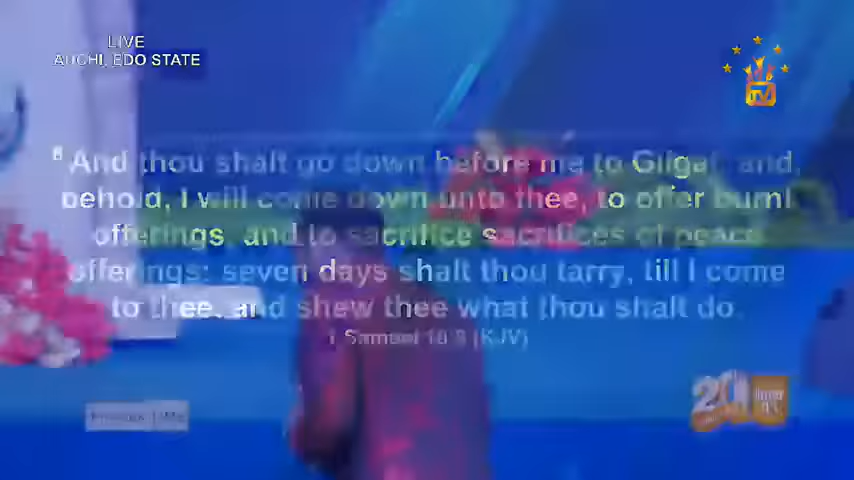 LIVE
AUCHI, EDO STATE
TV
8 And thou shalt go down before me to Gilgal; and,
behold, I will come down unto thee, to offer burnt
offerings, and to sacrifice sacrifices of peace
offerings: seven days shalt thou tarry, till I come
to thee, and shew thee what thou shalt do.
1 Samuel 10:8 (KJV)
20